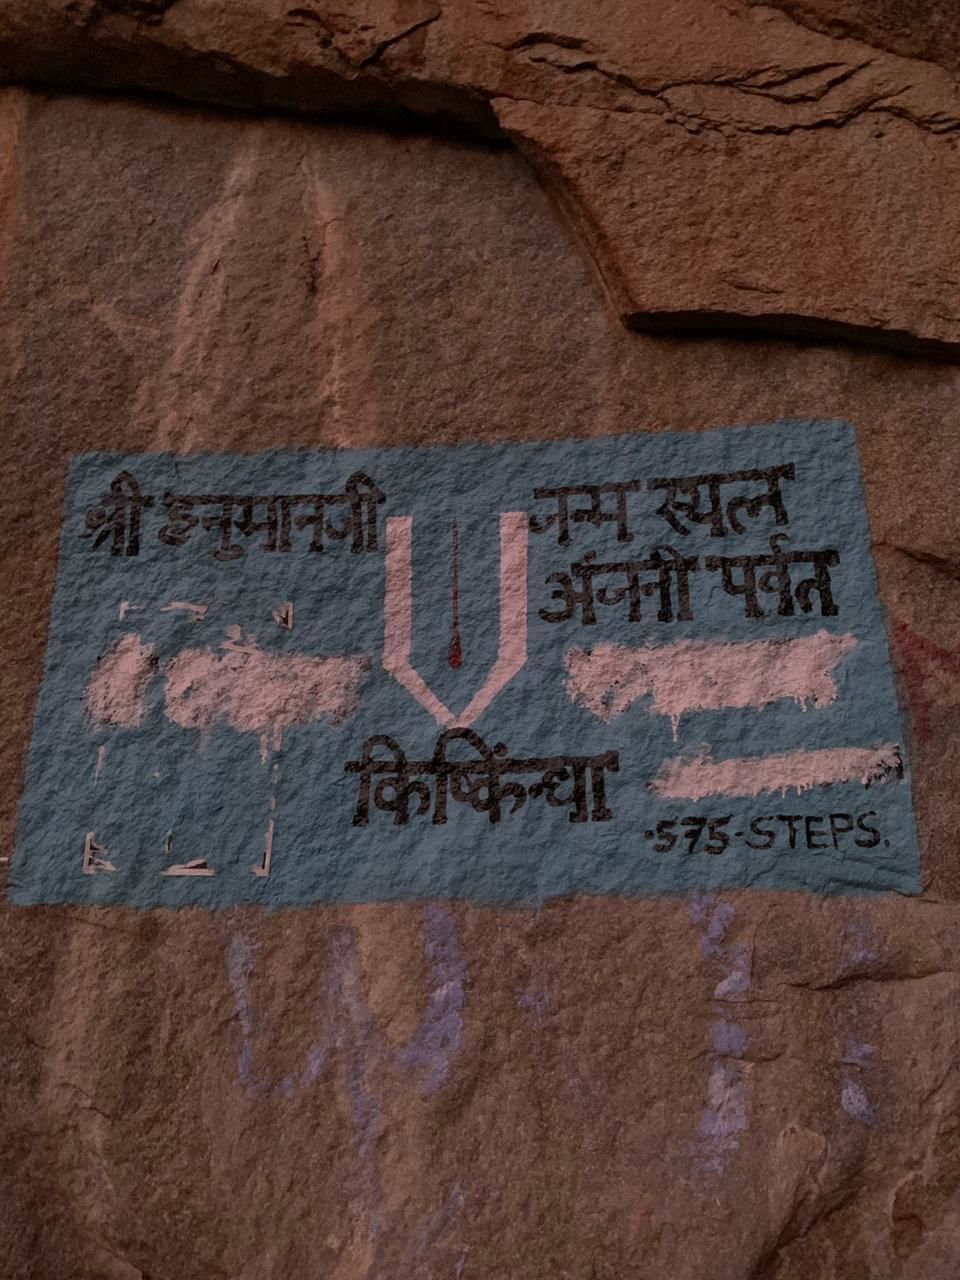 श्री हनुमानजी
जन्म स्थल
अंजनी पर्वत
किष्किंन्धा
·575·STEPS.